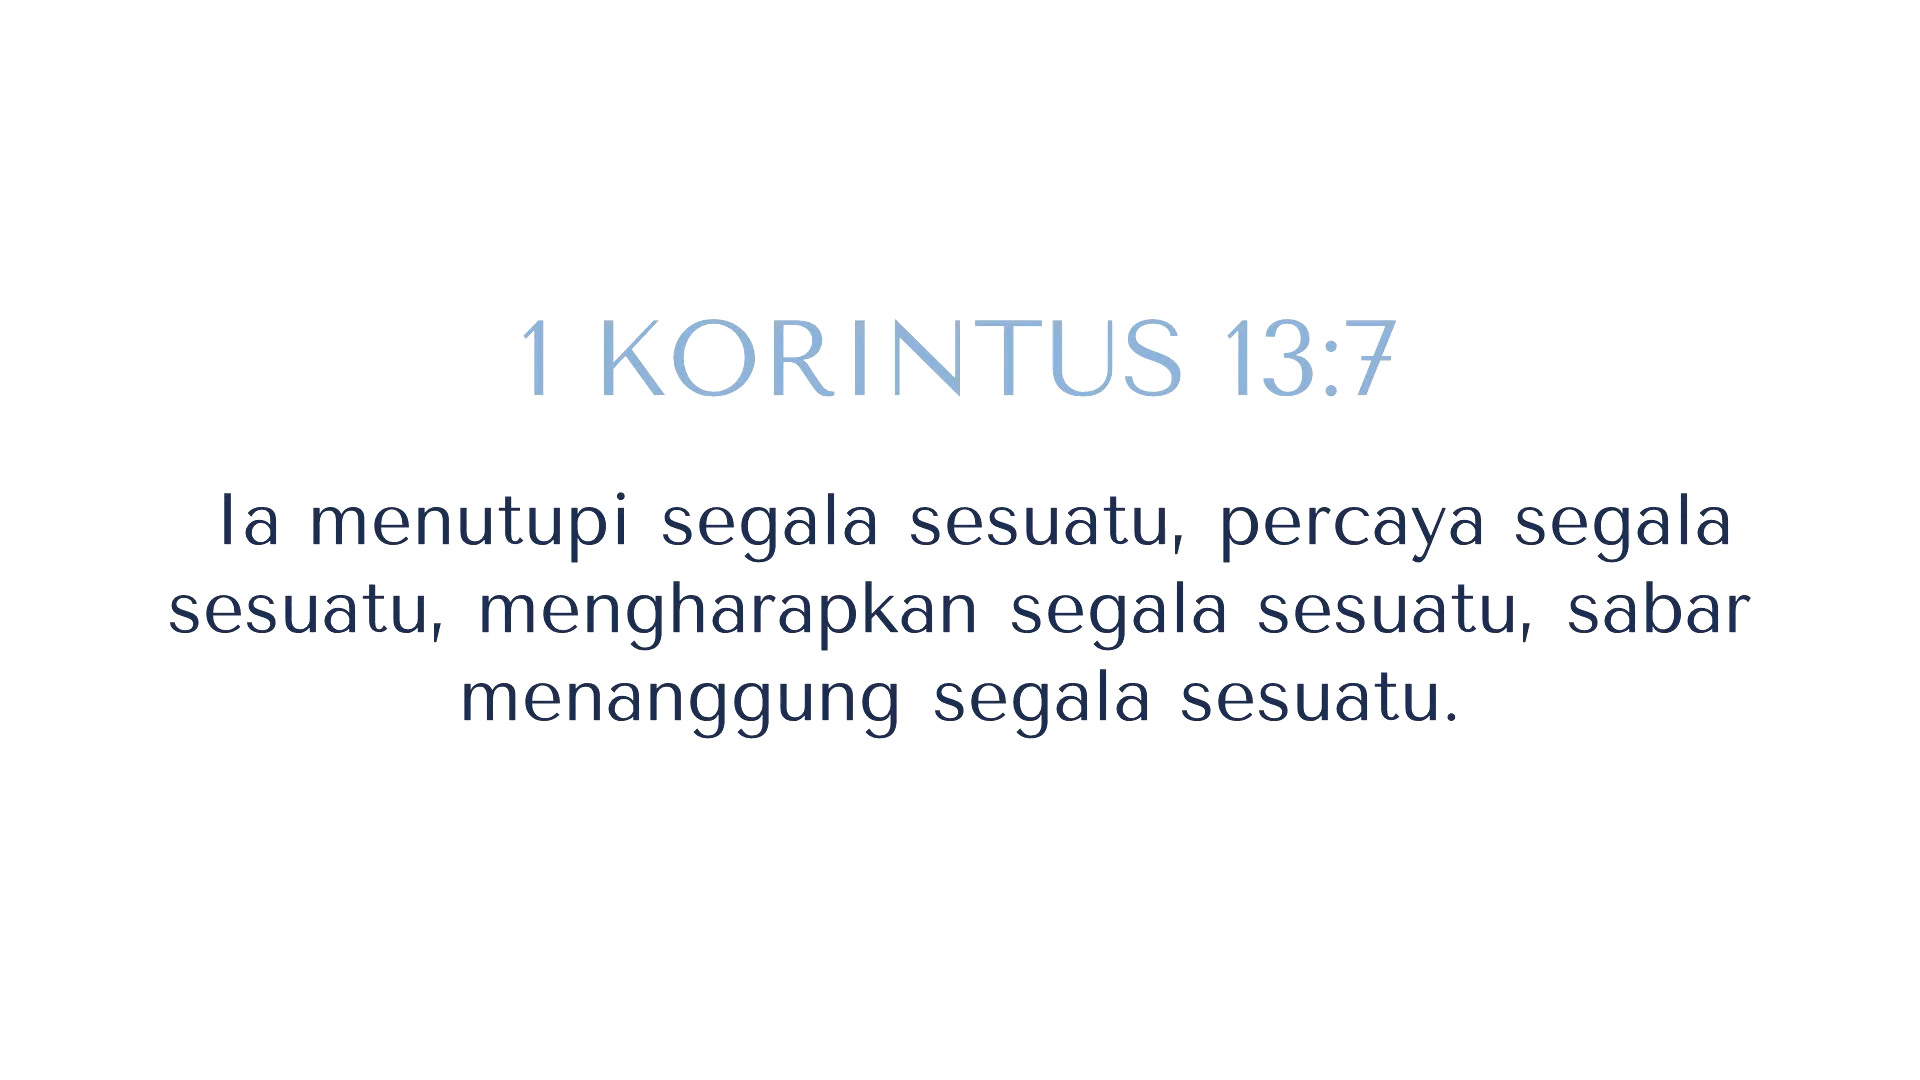 1 KORINTUS 13:7
Ia menutupi segala sesuatu, percaya segala
sesuatu, mengharapkan segala sesuatu, sabar
menanggung segala sesuatu.